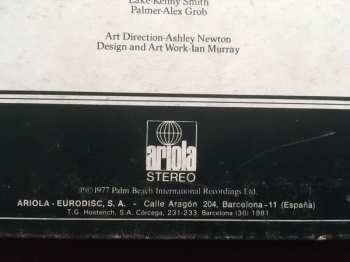 Lake-Kenny Smith
Palmer-Alex Grob
Art Direction-Ashley Newton
Design and Art Work-Ian Murray
ariola
STEREO
℗©1977 Palm Beach International Recordings Ltd.
ARIOLA - EURODISC, S. A. - Calle Aragón 204, Barcelona-11 (España)
T.G. Hostench, S.A. Córcega, 231-233. Barcelona (36) 1981